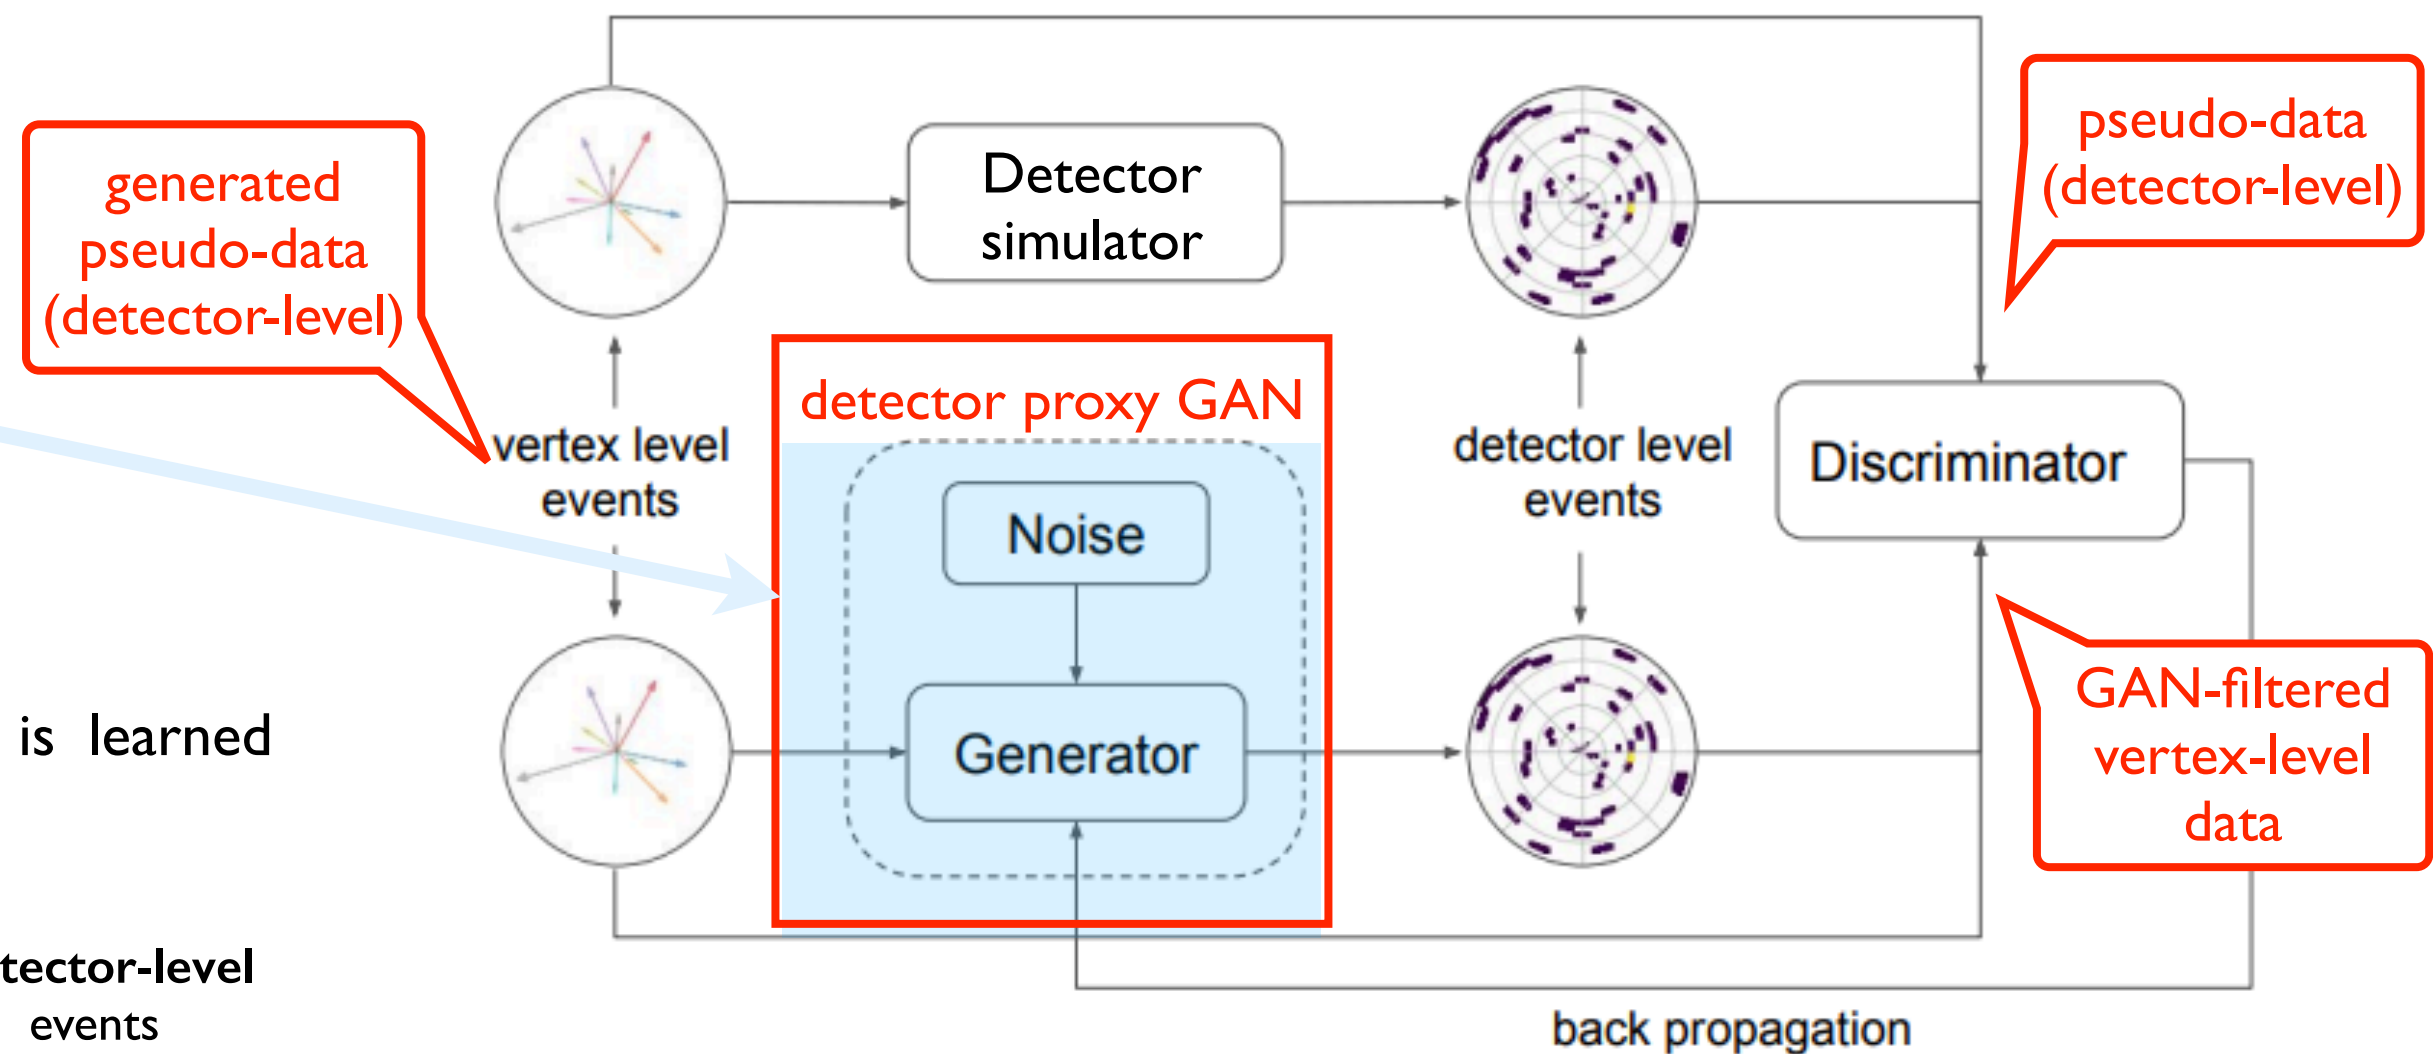 generated
pseudo-data
(detector-level)
Detector
simulator
pseudo-data
(detector-level)
detector proxy GAN
vertex level
events
Noise
Generator
detector level
events
Discriminator
GAN-filtered
vertex-level
data
is learned
tector-level
events
back propagation